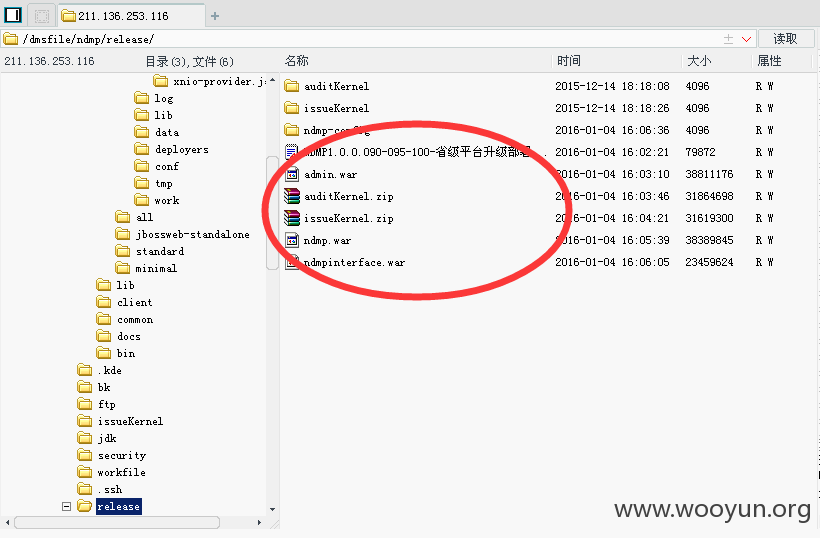 211.136.253.116
/dmsfile/ndmp/release/
读取
211.136.253.116 目录(3),文件(6)
xnio-provider.ja
log
lib
data
deployers
conf
tmp
work
all
jbossweb-standalone
standard
minimal
lib
client
common
docs
bin
.kde
bk
ftp
issueKernel
jdk
security
workfile
.ssh
release
名称 时间 大小 属性
auditKernel 2015-12-14 18:18:08 4096 R W
issueKernel 2015-12-14 18:18:26 4096 R W
ndmp-config 2016-01-04 16:06:36 4096 R W
NDMP1.0.0.090-095-100-省级平台升级部署 2016-01-04 16:02:21 79872 R W
admin.war 2016-01-04 16:03:10 38811176 R W
auditKernel.zip 2016-01-04 16:03:46 31864698 R W
issueKernel.zip 2016-01-04 16:04:21 31619300 R W
ndmp.war 2016-01-04 16:05:39 38389845 R W
ndmpinterface.war 2016-01-04 16:06:05 23459624 R W
www.wooyun.org